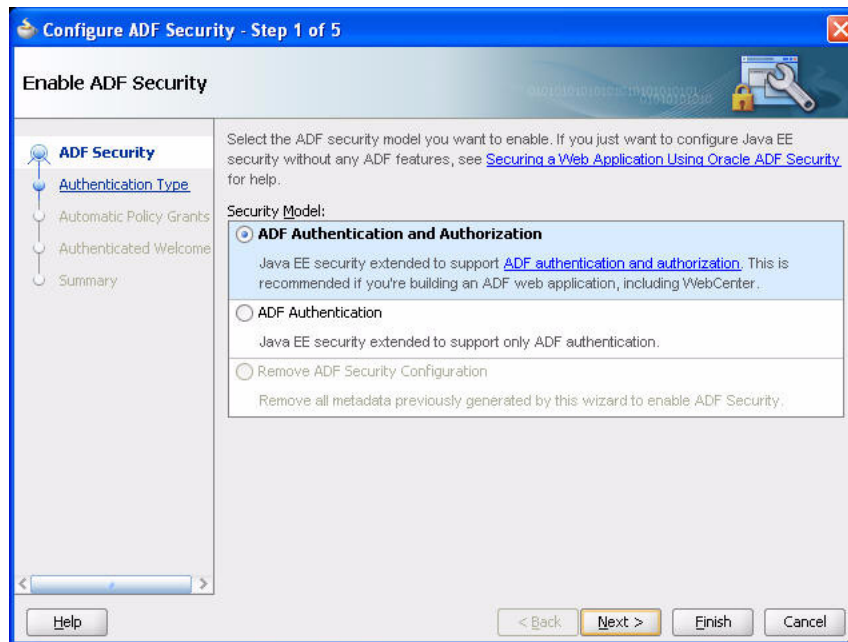 Configure ADF Security - Step 1 of 5
Enable ADF Security
ADF Security
Authentication Type
Automatic Policy Grants
Authenticated Welcome
Summary
Select the ADF security model you want to enable. If you just want to configure Java EE
security without any ADF features, see Securing a Web Application Using Oracle ADF Security
for help.
Security Model:
ADF Authentication and Authorization
Java EE security extended to support ADF authentication and authorization. This is
recommended if you're building an ADF web application, including WebCenter.
ADF Authentication
Java EE security extended to support only ADF authentication.
Remove ADF Security Configuration
Remove all metadata previously generated by this wizard to enable ADF Security.
Help
< Back
Next >
Finish
Cancel